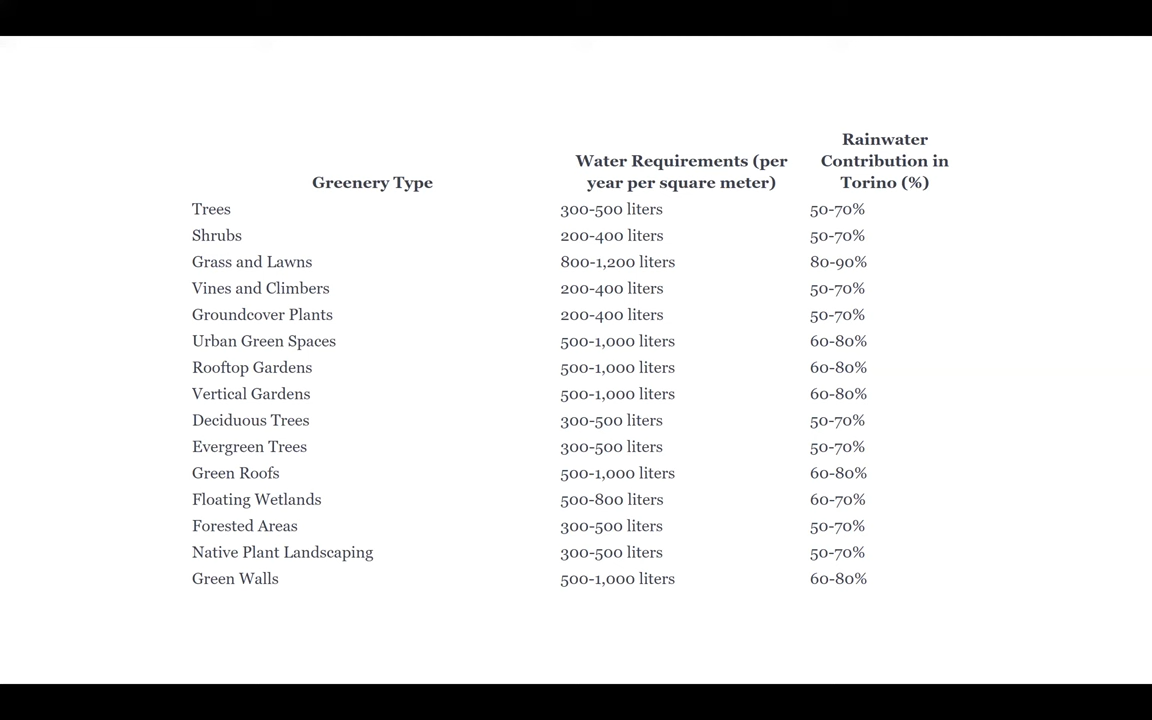 Greenery Type Water Requirements (per year per square meter) Rainwater Contribution in Torino (%)
Trees 300-500 liters 50-70%
Shrubs 200-400 liters 50-70%
Grass and Lawns 800-1,200 liters 80-90%
Vines and Climbers 200-400 liters 50-70%
Groundcover Plants 200-400 liters 50-70%
Urban Green Spaces 500-1,000 liters 60-80%
Rooftop Gardens 500-1,000 liters 60-80%
Vertical Gardens 500-1,000 liters 60-80%
Deciduous Trees 300-500 liters 50-70%
Evergreen Trees 300-500 liters 50-70%
Green Roofs 500-1,000 liters 60-80%
Floating Wetlands 500-800 liters 60-70%
Forested Areas 300-500 liters 50-70%
Native Plant Landscaping 300-500 liters 50-70%
Green Walls 500-1,000 liters 60-80%